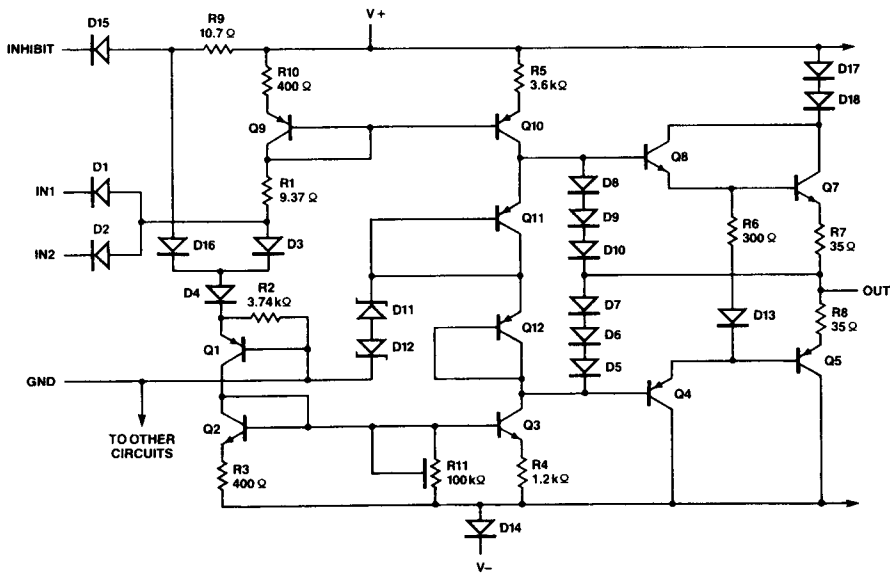 V+
D15
R9
10.7 Ω
INHIBIT
R10
400 Ω
R5
3.6 kΩ
D17
D18
Q9
Q10
Q8
D1
IN1
R1
9.37 Ω
D8
Q7
Q11
D9
R6
300 Ω
R7
35 Ω
D2
IN2
D16
D3
D10
D4
R2
3.74 kΩ
OUT
D11
D7
D13
R8
35 Ω
Q12
D12
D6
Q1
D5
Q5
GND
Q4
Q2
Q3
TO OTHER
CIRCUITS
R3
400 Ω
R11
100 kΩ
R4
1.2 kΩ
D14
V–